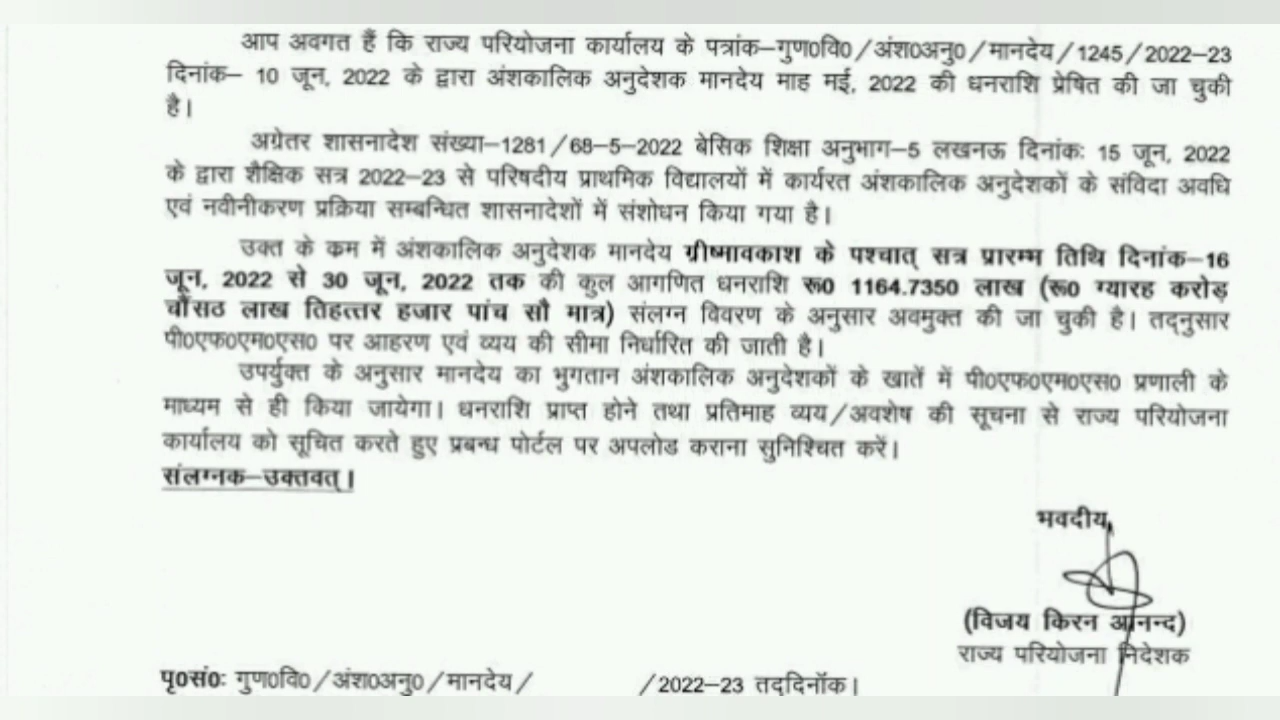 आप अवगत हैं कि राज्य परियोजना कार्यालय के पत्रांक–गुण0वि0/अंश0अनु0/मानदेय/1245/2022–23
दिनांक– 10 जून, 2022 के द्वारा अंशकालिक अनुदेशक मानदेय माह मई, 2022 की धनराशि प्रेषित की जा चुकी
है।
अग्रेतर शासनादेश संख्या–1281/68–5–2022 बेसिक शिक्षा अनुभाग–5 लखनऊ दिनांकः 15 जून, 2022
के द्वारा शैक्षिक सत्र 2022–23 से परिषदीय प्राथमिक विद्यालयों में कार्यरत अंशकालिक अनुदेशकों के संविदा अवधि
एवं नवीनीकरण प्रक्रिया सम्बन्धित शासनादेशों में संशोधन किया गया है।
उक्त के कम में अंशकालिक अनुदेशक मानदेय ग्रीष्मावकाश के पश्चात् सत्र प्रारम्भ तिथि दिनांक–16
जून, 2022 से 30 जून, 2022 तक की कुल आगणित धनराशि रू0 1164.7350 लाख (रू0 ग्यारह करोड़
चौंसठ लाख तिहत्तर हजार पांच सौ मात्र) संलग्न विवरण के अनुसार अवमुक्त की जा चुकी है। तद्नुसार
पी0एफ0एम0एस0 पर आहरण एवं व्यय की सीमा निर्धारित की जाती है।
उपर्युक्त के अनुसार मानदेय का भुगतान अंशकालिक अनुदेशकों के खातें में पी0एफ0एम0एस0 प्रणाली के
माध्यम से ही किया जायेगा। धनराशि प्राप्त होने तथा प्रतिमाह व्यय/अवशेष की सूचना से राज्य परियोजना
कार्यालय को सूचित करते हुए प्रबन्ध पोर्टल पर अपलोड कराना सुनिश्चित करें।
संलग्नक–उक्तवत्।
भवदीय,
(विजय किरन आनन्द)
राज्य परियोजना निदेशक
पृ0सं0ः गुण0वि0/अंश0अनु0/मानदेय/ /2022–23 तद्दिनॉक।